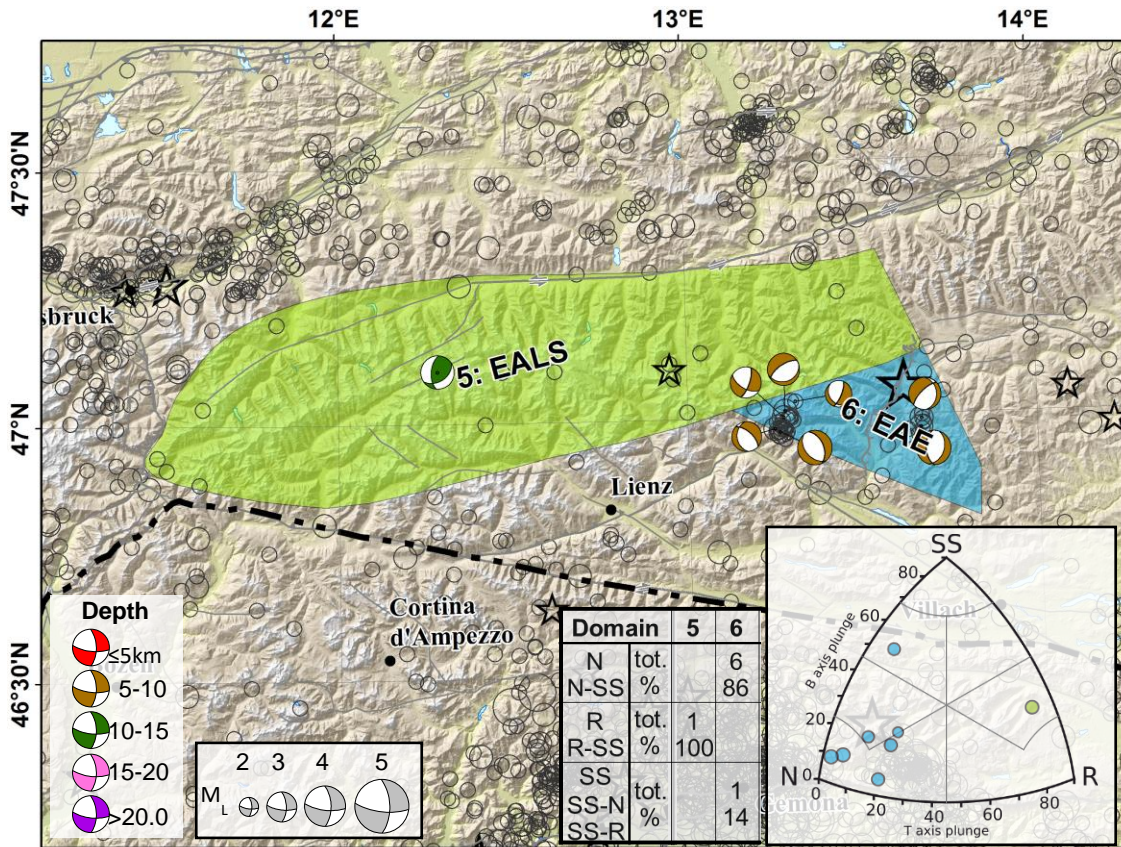 12°E 13°E 14°E
47°30'N
47°N
46°30'N
sbruck
5: EALS
6: EAE
Lienz
Cortina
d'Ampezzo
Villach
Gemona
Depth
≤5km
5-10
10-15
15-20
>20.0
2 3 4 5
ML
Domain 5 6
N tot. 6
N-SS % 86
R tot. 1
R-SS % 100
SS
SS-N tot. 1
SS-R % 14
SS
80
60
40
20
0
B axis plunge
N R
0 20 40 60 80
T axis plunge